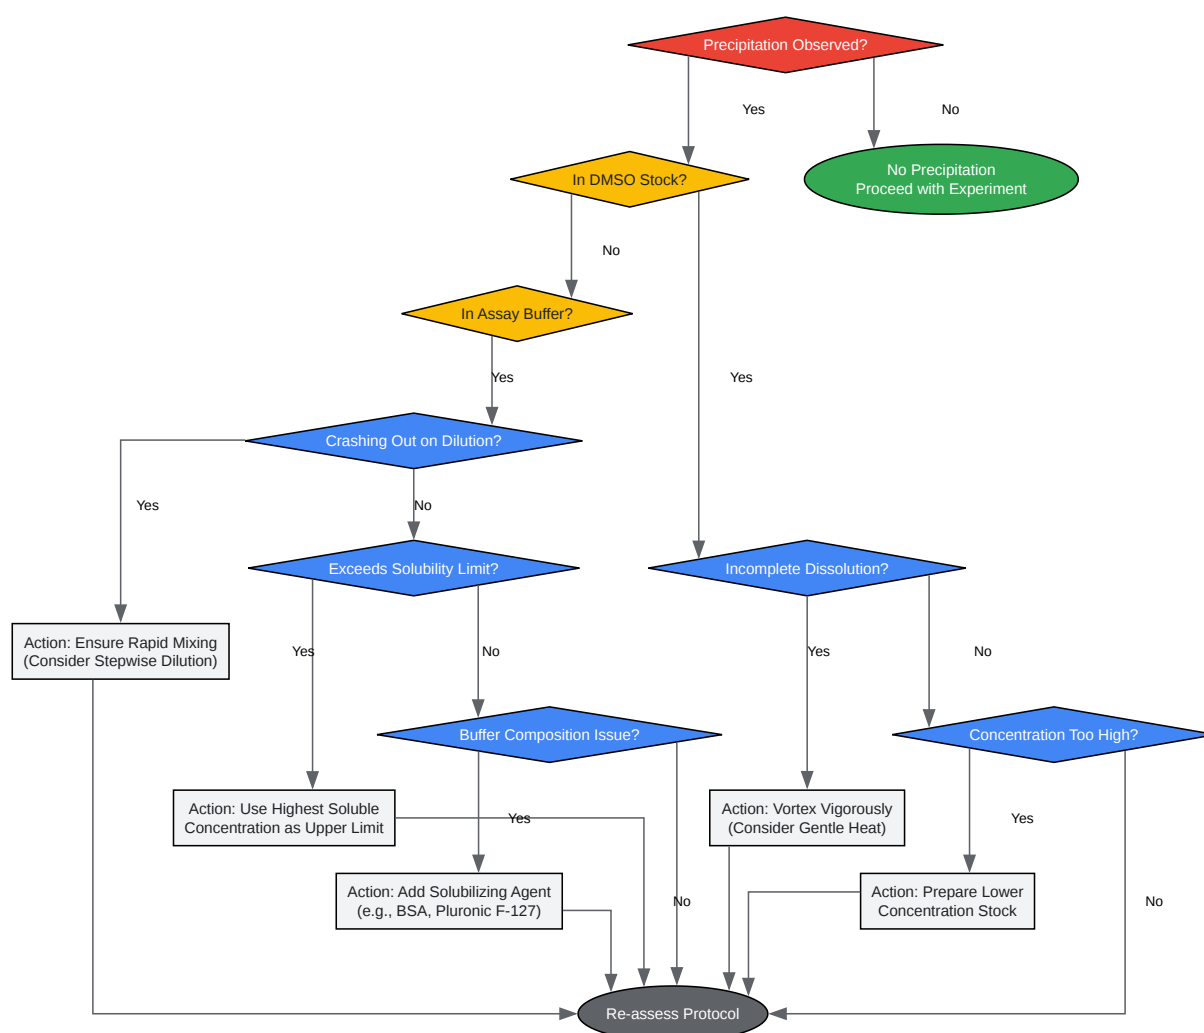 Precipitation Observed?
Yes
No
In DMSO Stock?
No Precipitation
Proceed with Experiment
No
In Assay Buffer?
Yes
Yes
Crashing Out on Dilution?
Yes
No
Exceeds Solubility Limit?
Incomplete Dissolution?
Action: Ensure Rapid Mixing
(Consider Stepwise Dilution)
Yes
No
Yes
No
Buffer Composition Issue?
Concentration Too High?
Action: Use Highest Soluble
Concentration as Upper Limit
Yes
Action: Vortex Vigorously
(Consider Gentle Heat)
Yes
Action: Add Solubilizing Agent
(e.g., BSA, Pluronic F-127)
No
Action: Prepare Lower
Concentration Stock
No
Re-assess Protocol